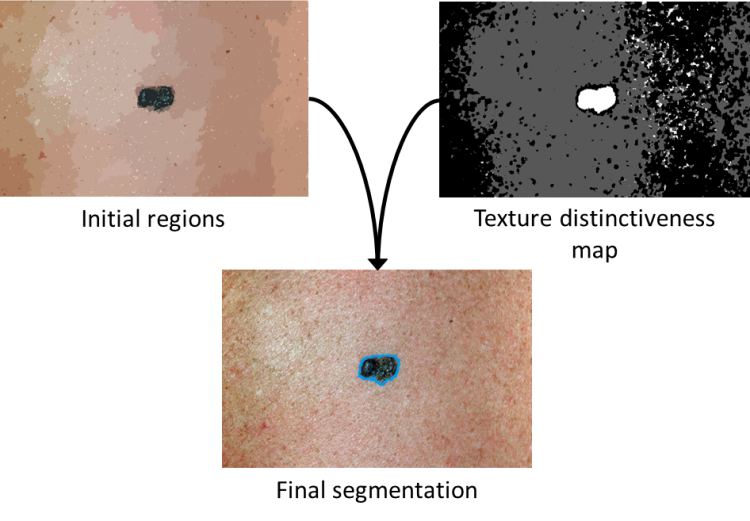 Initial regions
Texture distinctiveness
map
Final segmentation